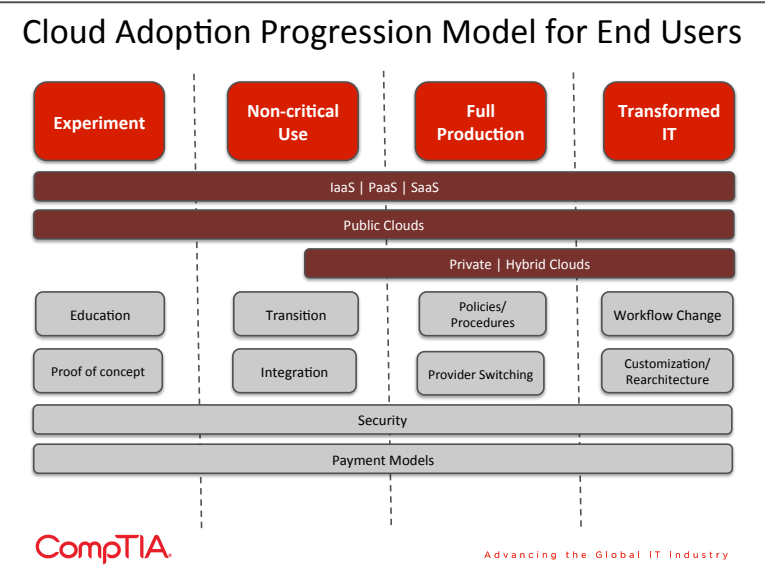 Cloud Adoption Progression Model for End Users
Experiment
Non-critical
Use
Full
Production
Transformed
IT
IaaS | PaaS | SaaS
Public Clouds
Private | Hybrid Clouds
Education
Transition
Policies/
Procedures
Workflow Change
Proof of concept
Integration
Provider Switching
Customization/
Rearchitecture
Security
Payment Models
CompTIA.
Advancing the Global IT Industry